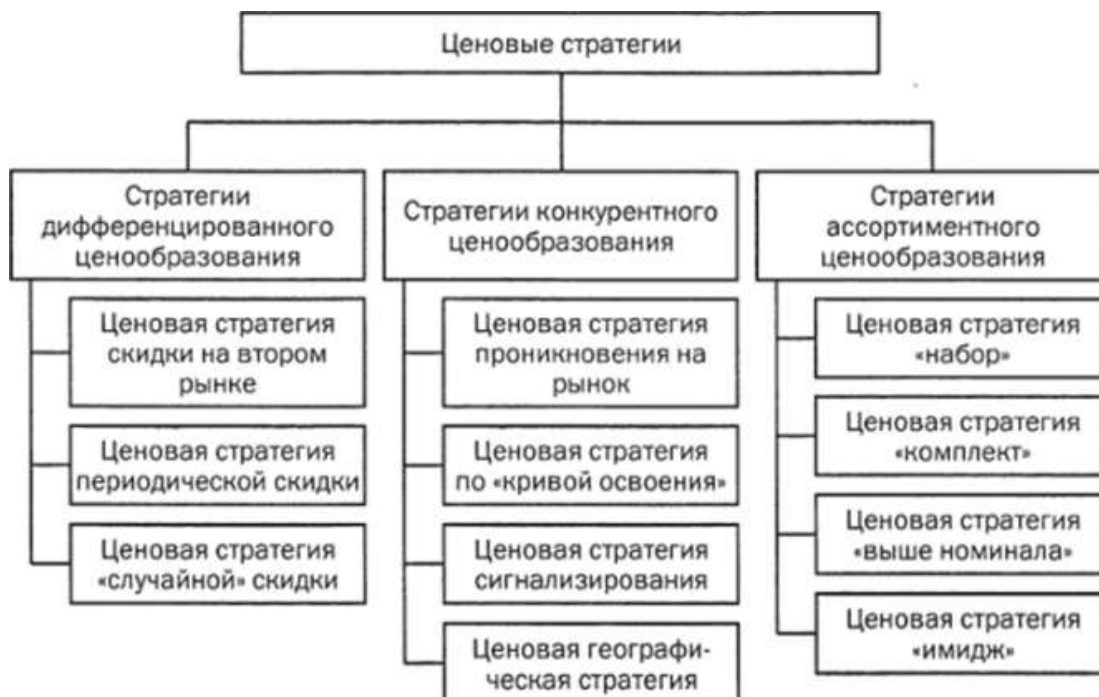 Ценовые стратегии
Стратегии
дифференцированного
ценообразования
Ценовая стратегия
скидки на втором
рынке
Ценовая стратегия
периодической скидки
Ценовая стратегия
«случайной» скидки
Стратегии конкурентного
ценообразования
Ценовая стратегия
проникновения на
рынок
Ценовая стратегия
по «кривой освоения»
Ценовая стратегия
сигнализирования
Ценовая географи-
ческая стратегия
Стратегии
ассортиментного
ценообразования
Ценовая стратегия
«набор»
Ценовая стратегия
«комплект»
Ценовая стратегия
«выше номинала»
Ценовая стратегия
«имидж»